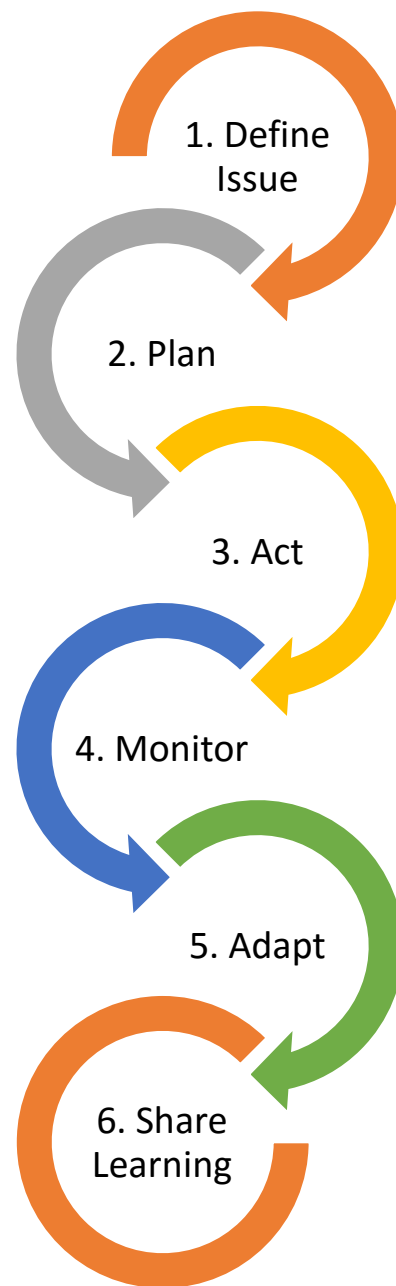 1. Define
Issue
2. Plan
3. Act
4. Monitor
5. Adapt
6. Share
Learning